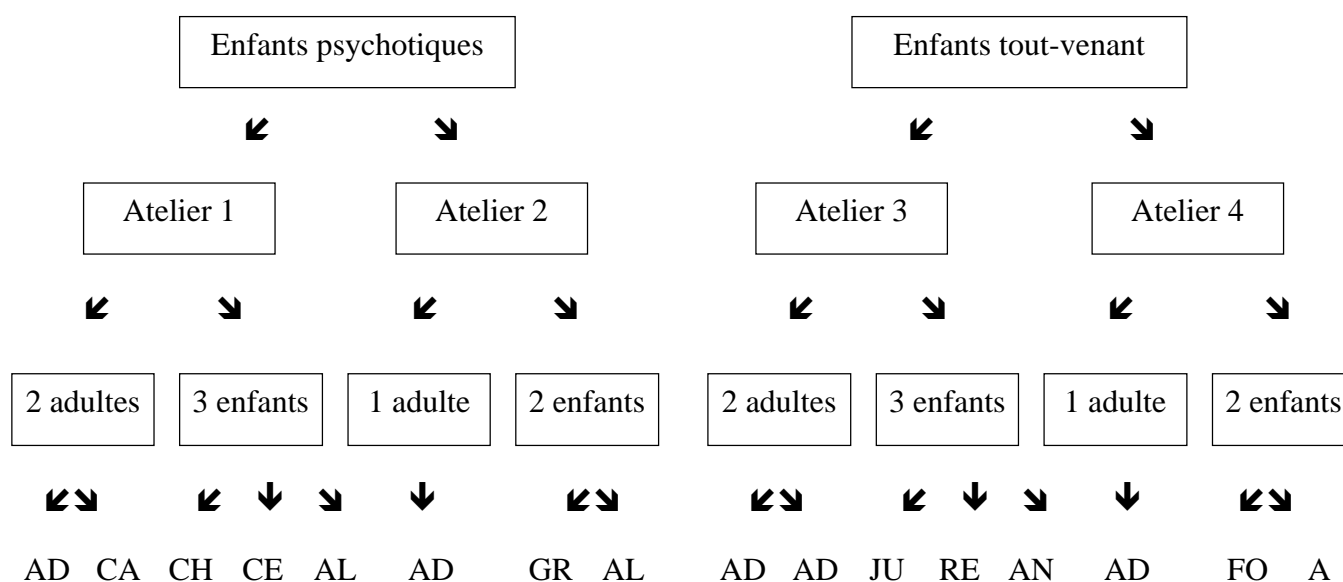 Enfants psychotiques Enfants tout-venant
Atelier 1 Atelier 2 Atelier 3 Atelier 4
2 adultes 3 enfants 1 adulte 2 enfants 2 adultes 3 enfants 1 adulte 2 enfants
AD CA CH CE AL AD GR AL AD AD JU RE AN AD FO